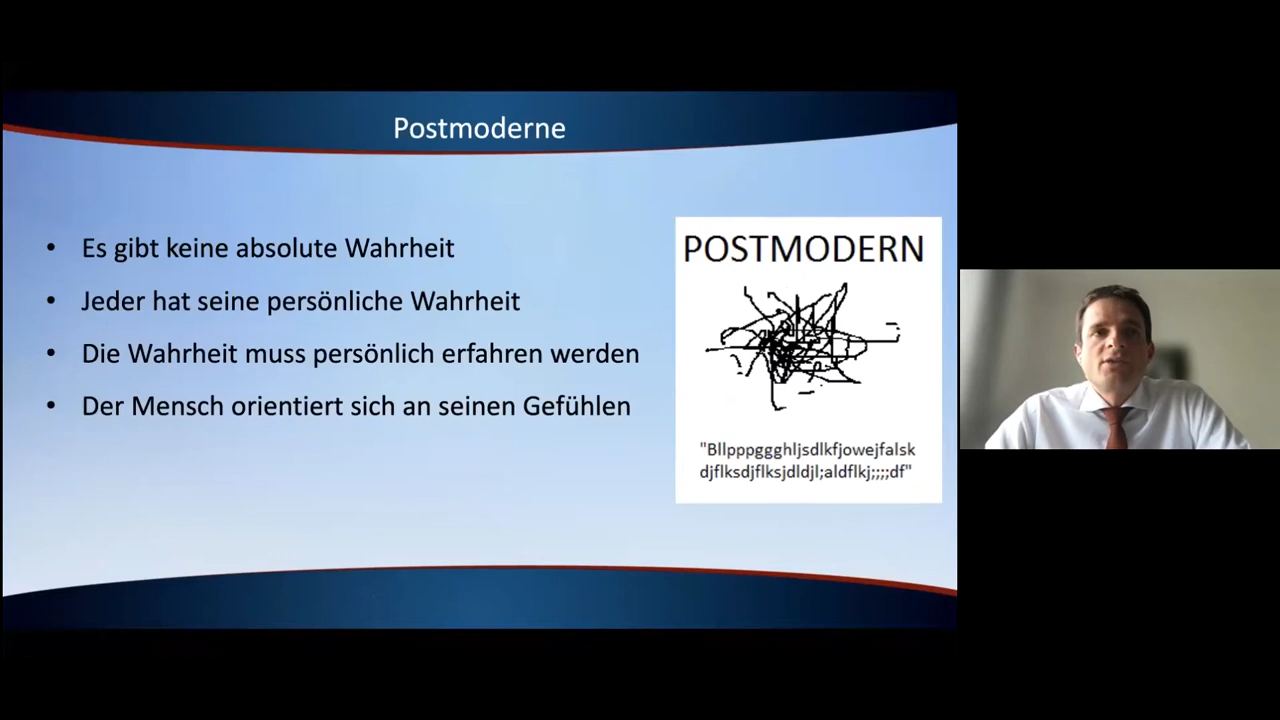 Postmoderne
• Es gibt keine absolute Wahrheit
• Jeder hat seine persönliche Wahrheit
• Die Wahrheit muss persönlich erfahren werden
• Der Mensch orientiert sich an seinen Gefühlen
POSTMODERN
"Bllpppggghljsdlkfjowejfalsk
djflksdjflksjdldjl;aldflkj;;;;df"